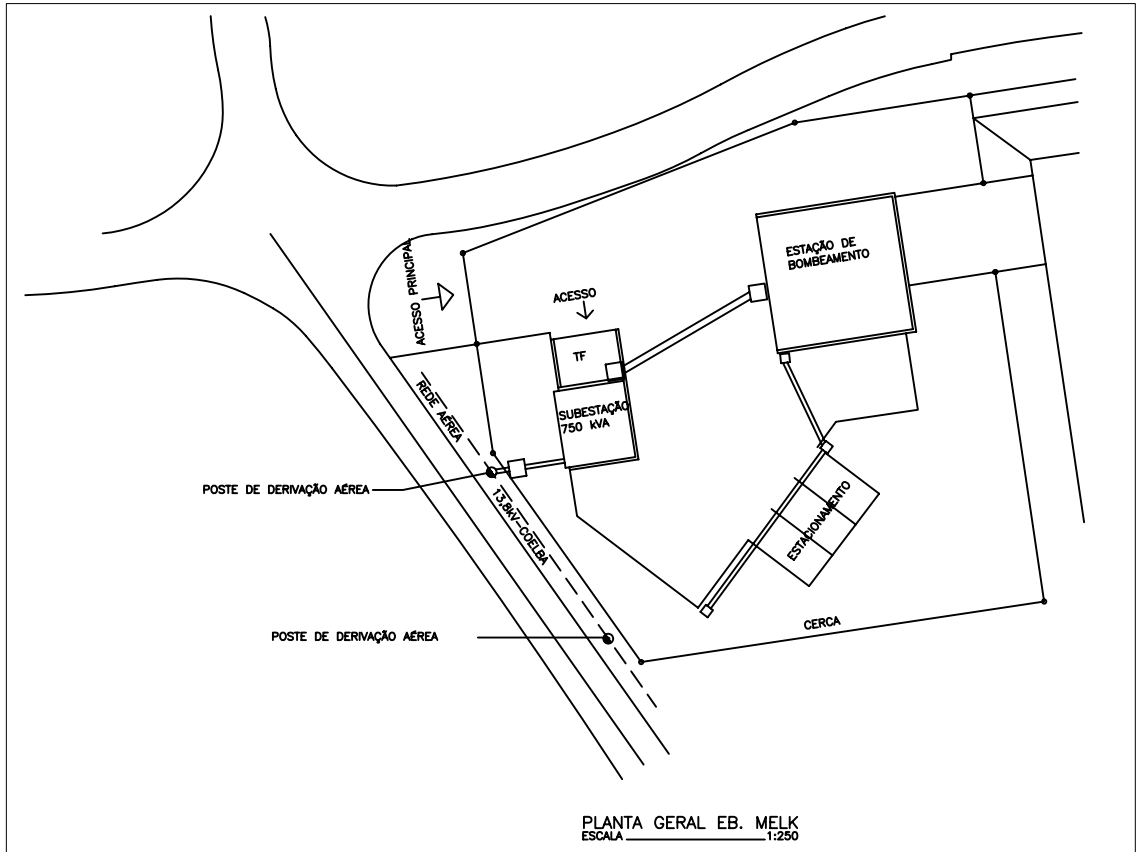 ACESSO PRINCIPAL
ESTAÇÃO DE
BOMBEAMENTO
ACESSO
TF
REDE AÉREA
SUBESTAÇÃO
750 kVA
POSTE DE DERIVAÇÃO AÉREA
13,8kV-COELBA
ESTACIONAMENTO
POSTE DE DERIVAÇÃO AÉREA
CERCA
PLANTA GERAL EB. MELK
ESCALA 1:250